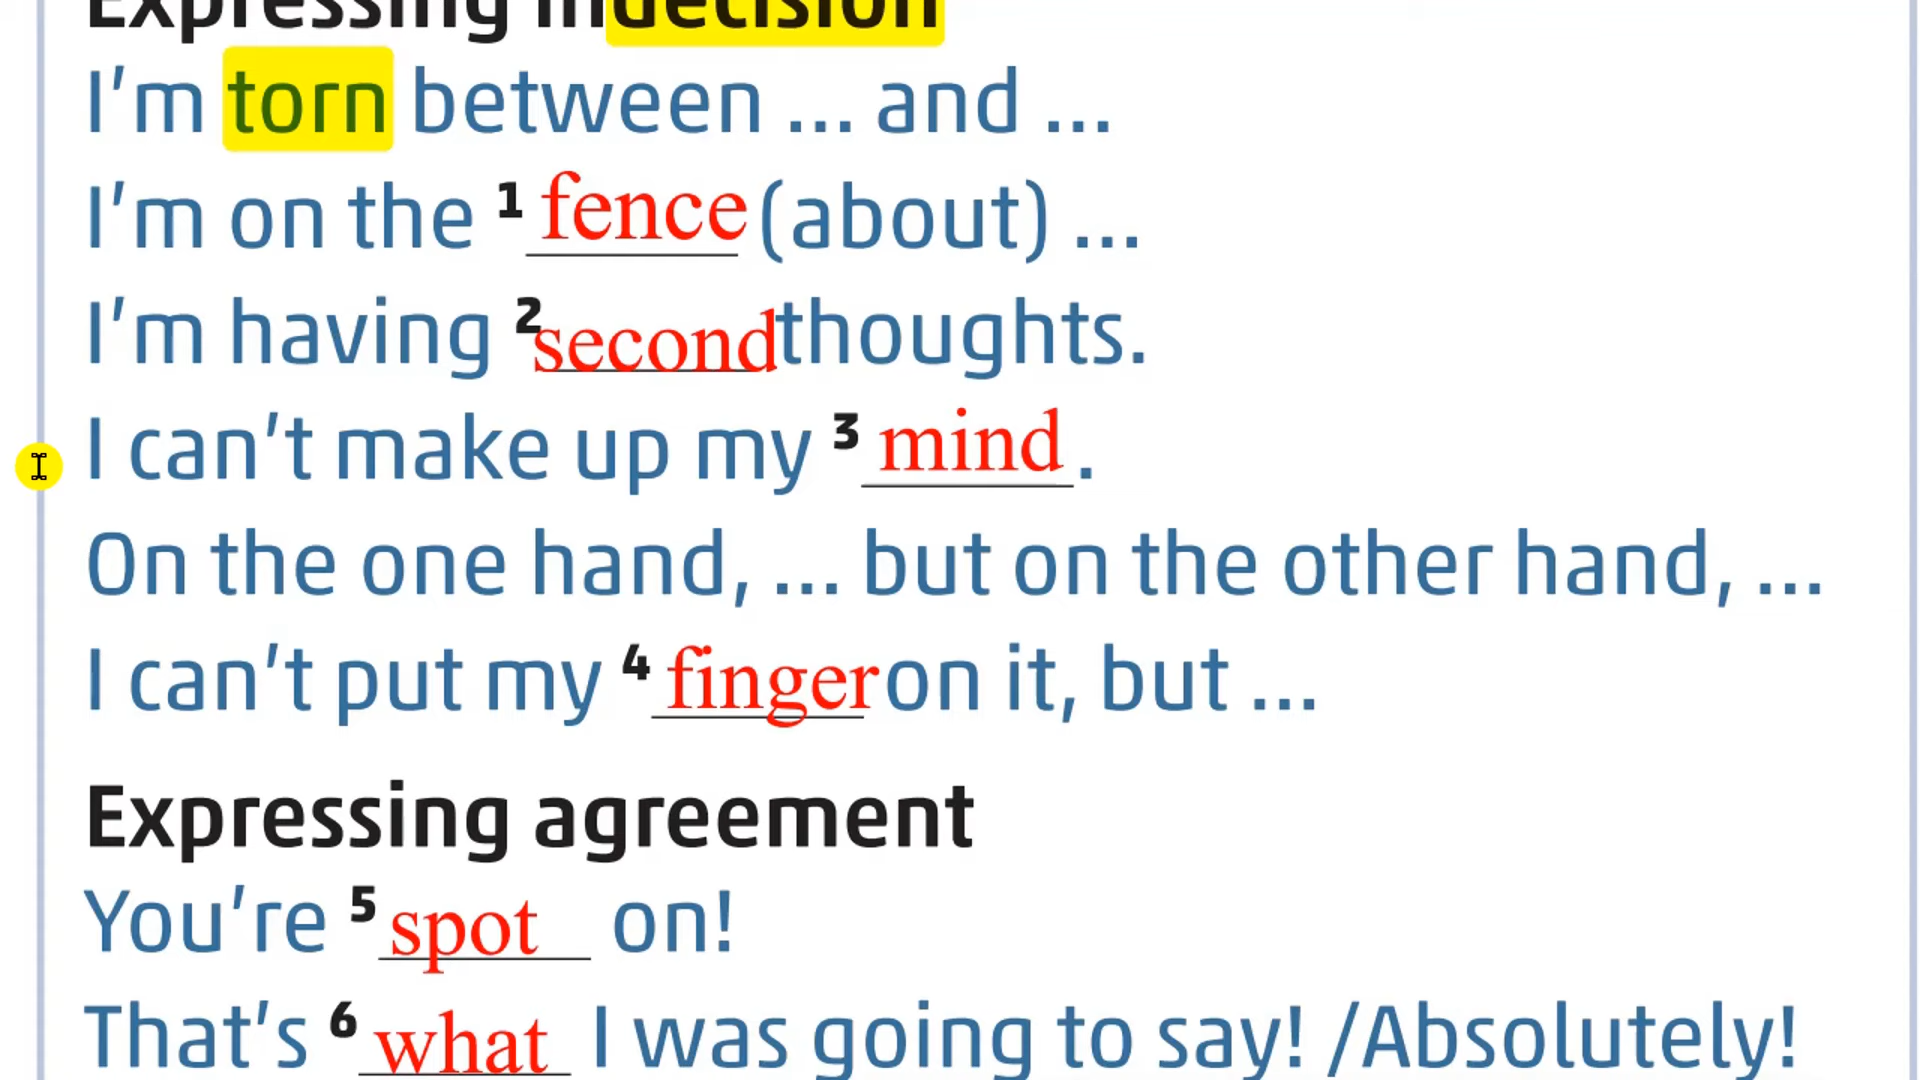 Expressing indecision
I'm torn between ... and ...
I'm on the 1 fence (about) ...
I'm having 2 second thoughts.
I can't make up my 3 mind.
On the one hand, ... but on the other hand, ...
I can't put my 4 finger on it, but ...
Expressing agreement
You're 5 spot on!
That's 6 what I was going to say! /Absolutely!